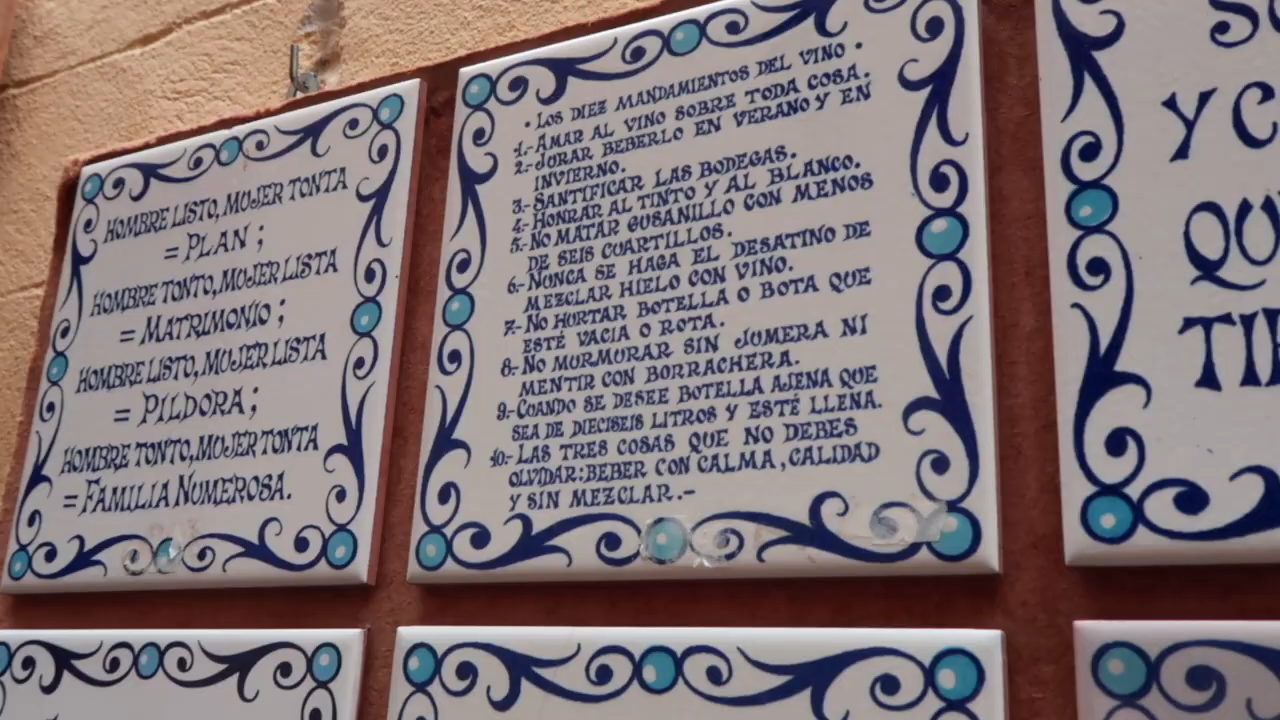 HOMBRE LISTO, MUJER TONTA
= PLAN ;
HOMBRE TONTO, MUJER LISTA
= MATRIMONIO ;
HOMBRE LISTO, MUJER LISTA
= PILDORA ;
HOMBRE TONTO, MUJER TONTA
= FAMILIA NUMEROSA.
• LOS DIEZ MANDAMIENTOS DEL VINO •
1.- AMAR AL VINO SOBRE TODA COSA.
2.- JURAR BEBERLO EN VERANO Y EN
INVIERNO.
3.- SANTIFICAR LAS BODEGAS.
4.- HONRAR AL TINTO Y AL BLANCO.
5.- NO MATAR GUSANILLO CON MENOS
DE SEIS CUARTILLOS.
6.- NUNCA SE HAGA EL DESATINO DE
MEZCLAR HIELO CON VINO.
7.- NO HURTAR BOTELLA O BOTA QUE
ESTÉ VACIA O ROTA.
8.- NO MURMURAR SIN JUMERA NI
MENTIR CON BORRACHERA.
9.- CUANDO SE DESEE BOTELLA AJENA QUE
SEA DE DIECISEIS LITROS Y ESTÉ LLENA.
10.- LAS TRES COSAS QUE NO DEBES
OLVIDAR: BEBER CON CALMA, CALIDAD
Y SIN MEZCLAR.-
Y